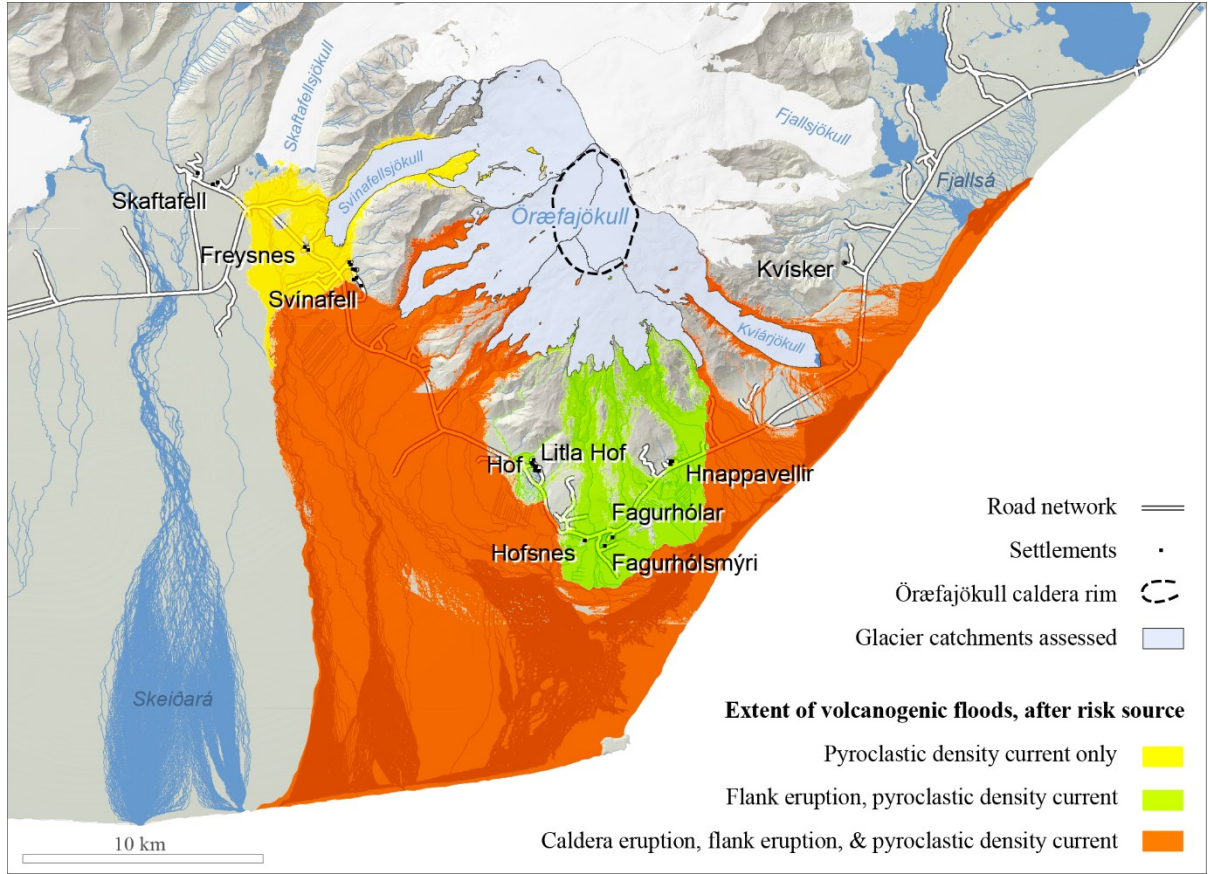 Skaftafellsjökull
Svínafellsjökull
Fjallsjökull
Öræfajökull
Skaftafell
Fjallsá
Freysnes
Kvísker
Svínafell
Kvíárjökull
Hof
Litla Hof
Hnappavellir
Fagurhólar
Hofsnes
Fagurhólsmýri
Skeiðará
10 km
Road network
Settlements
Öræfajökull caldera rim
Glacier catchments assessed
Extent of volcanogenic floods, after risk source
Pyroclastic density current only
Flank eruption, pyroclastic density current
Caldera eruption, flank eruption, & pyroclastic density current